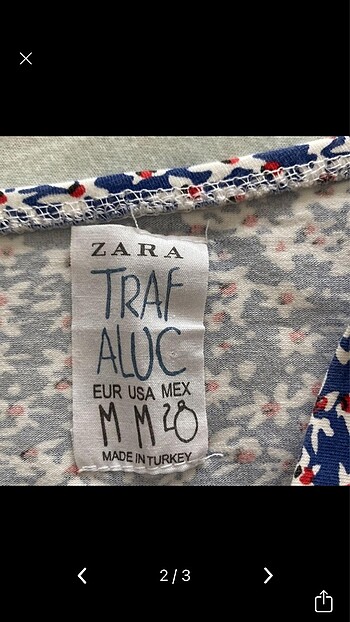 ZARA
TRAF
ALUC
EUR USA MEX
M M 28
MADE IN TURKEY
2 / 3